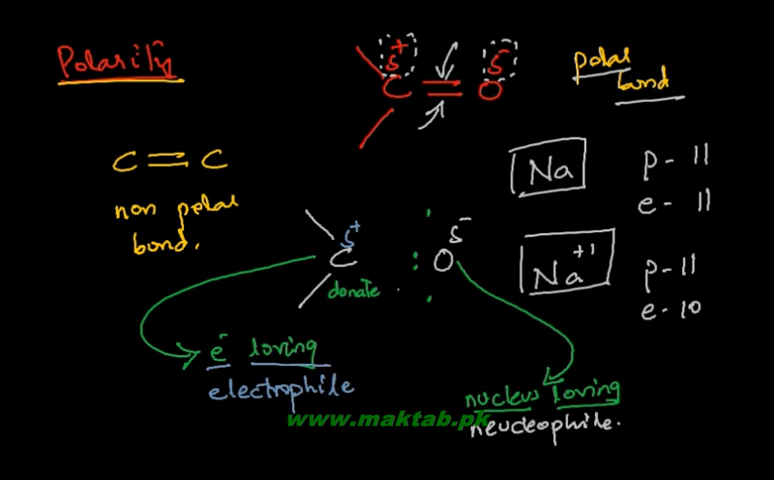 Polarity
δ+ δ-
C = O
polar
bond
C = C
non polar
bond.
Na
p - 11
e - 11
δ+ δ-
C : O
donate
Na+1
p - 11
e - 10
e- loving
electrophile
nucleus loving
neucleophile.
www.maktab.pk